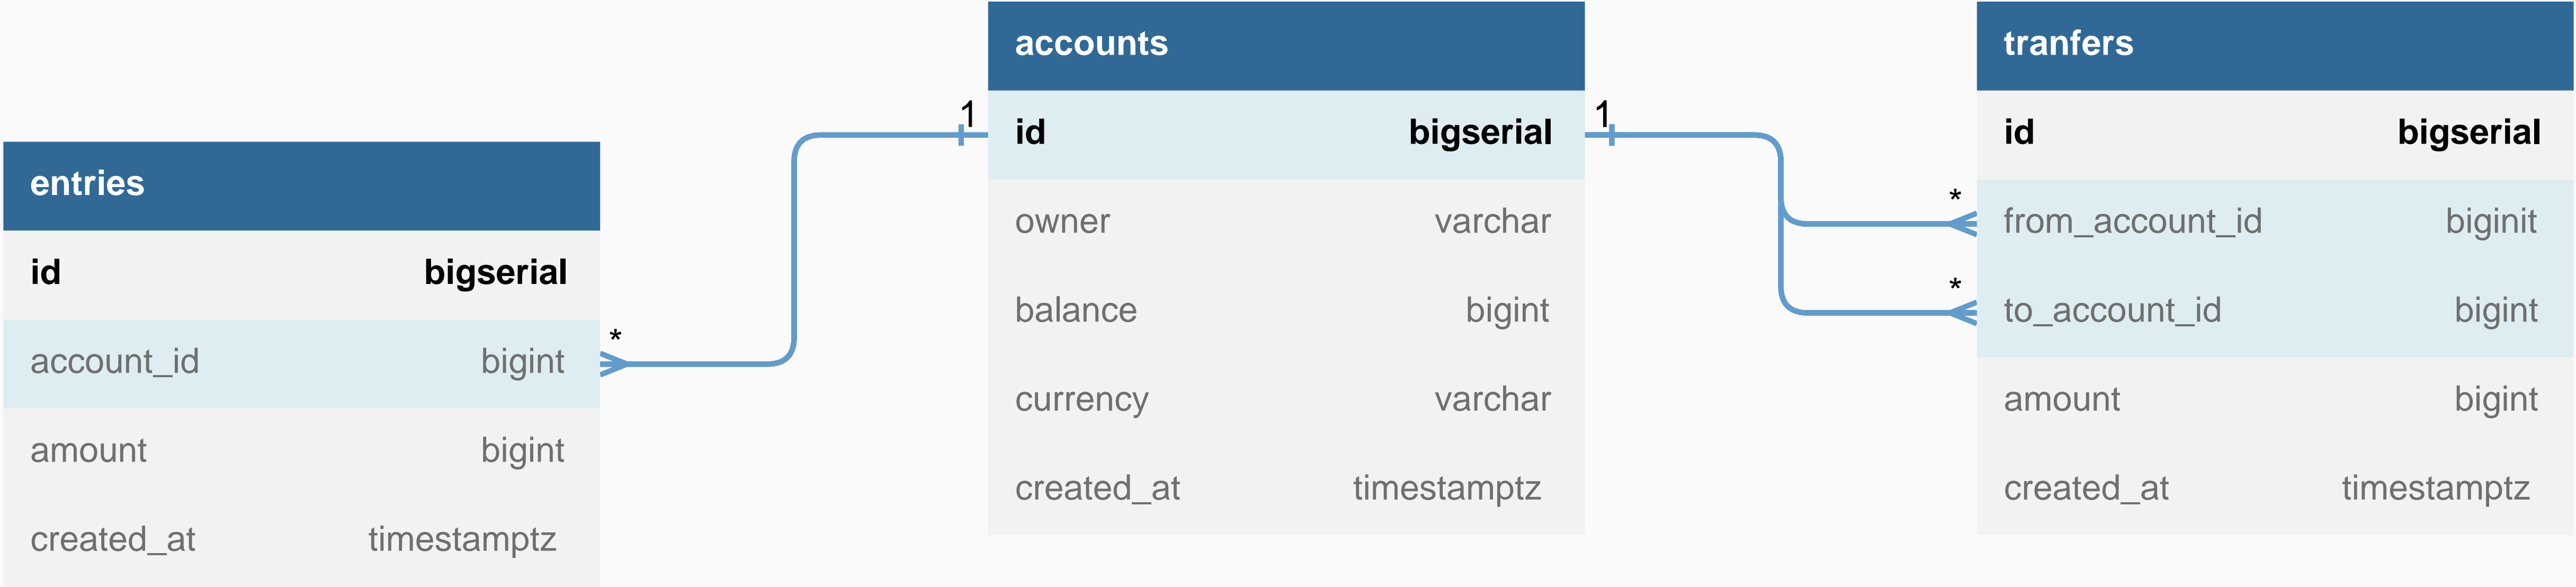 entries
id bigserial
account_id bigint
amount bigint
created_at timestamptz
*
1
accounts
id bigserial
owner varchar
balance bigint
currency varchar
created_at timestamptz
1
*
*
tranfers
id bigserial
from_account_id biginit
to_account_id bigint
amount bigint
created_at timestamptz